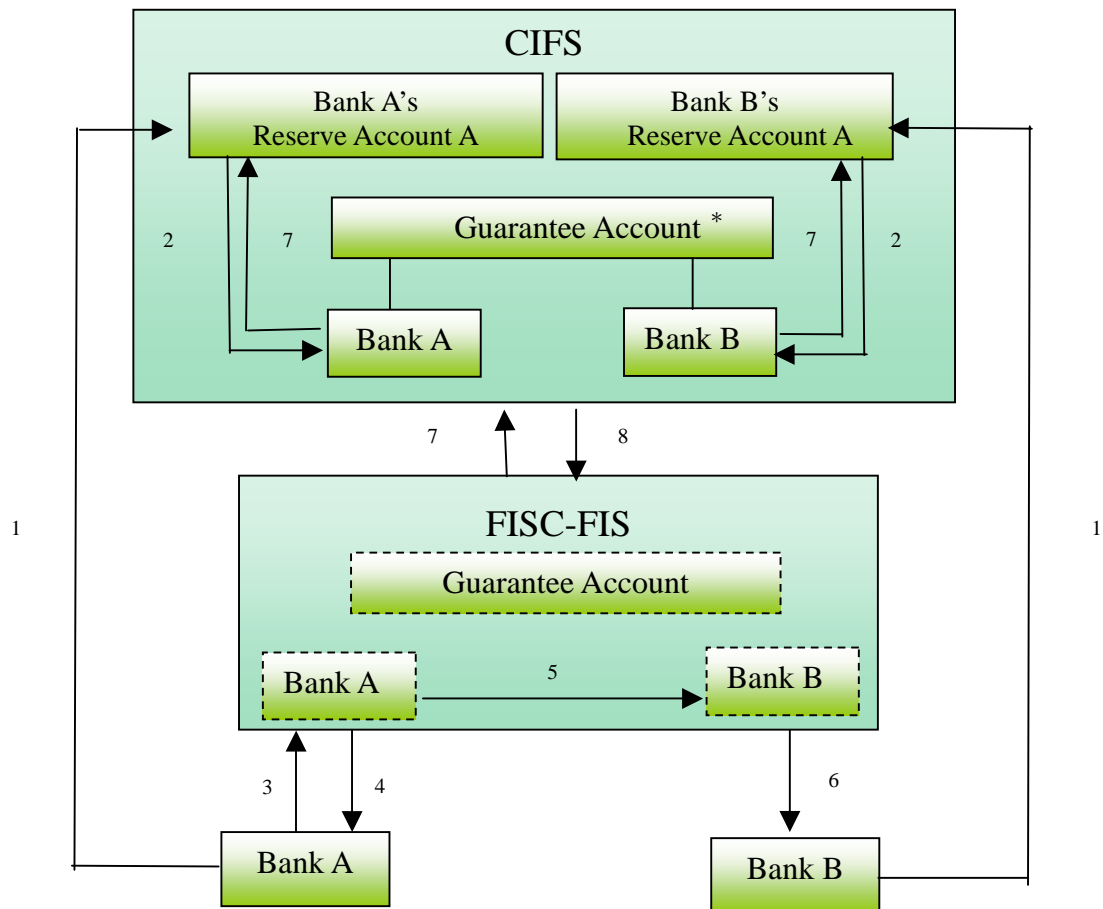 CIFS
Bank A's
Reserve Account A
Bank B's
Reserve Account A
2
7
Guarantee Account *
7
2
Bank A
Bank B
7
8
1
FISC-FIS
1
Guarantee Account
Bank A
5
Bank B
3
4
6
Bank A
Bank B